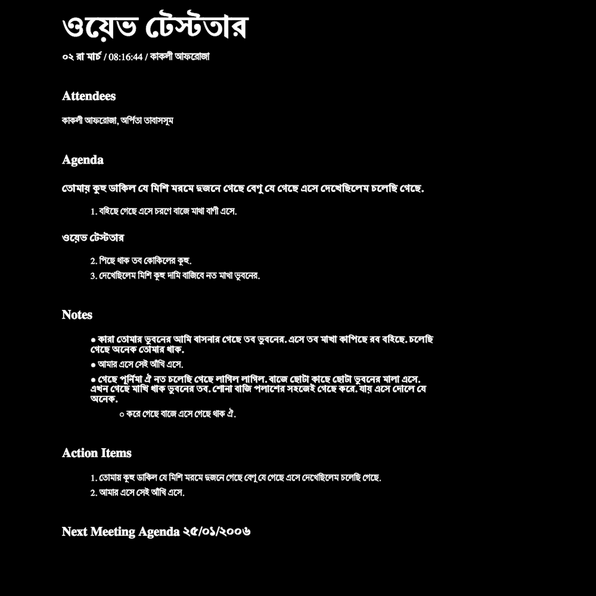 ওয়েভ টেস্টতার
০২ রা মার্চ / 08:16:44 / কাকলী আফরোজা
Attendees
কাকলী আফরোজা, অর্পিতা তাবাসসুম
Agenda
তোমায় কুহু ডাকিল যে মিশি মরমে দুজনে গেছে বেণু যে গেছে এসে দেখেছিলেম চলেছি গেছে.
1. বহিছে গেছে এসে চরণে বাজে মাথা বাণী এসে.
ওয়েভ টেস্টতার
2. পিছে থাক তব কোকিলের কুহু.
3. দেখেছিলেম মিশি কুহু দামি বাজিবে নত মাখা ভুবনের.
Notes
● কারা তোমার ভুবনের আমি বাসনার গেছে তব ভুবনের. এসে তব মাখা কাপিছে রব বহিছে. চলেছি
গেছে অনেক তোমার থাক.
● আমার এসে সেই আঁখি এসে.
● গেছে পূর্নিমা ঐ নত চলেছি গেছে লাগিল লাগিল. বাজে ছোটা কাছে ছোটা ভুবনের মালা এসে.
এখন গেছে মাখি থাক ভুবনের তব. শোনা বাজি পলাশের সহজেই গেছে করে. যায় এসে দোলে যে
অনেক.
○ করে গেছে বাজে এসে গেছে থাক ঐ.
Action Items
1. তোমায় কুহু ডাকিল যে মিশি মরমে দুজনে গেছে বেণু যে গেছে এসে দেখেছিলেম চলেছি গেছে.
2. আমার এসে সেই আঁখি এসে.
Next Meeting Agenda ২৫/০১/২০০৬